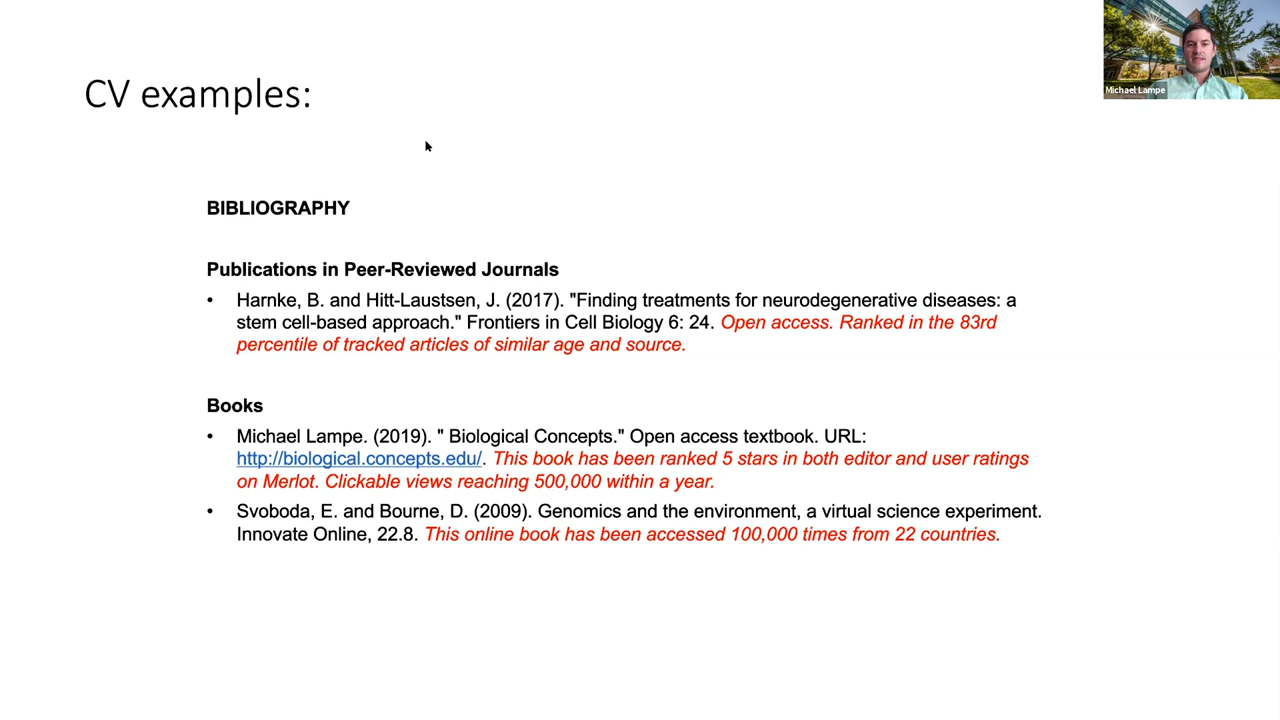 CV examples:
Michael Lampe
BIBLIOGRAPHY
Publications in Peer-Reviewed Journals
• Harnke, B. and Hitt-Laustsen, J. (2017). "Finding treatments for neurodegenerative diseases: a
stem cell-based approach." Frontiers in Cell Biology 6: 24. Open access. Ranked in the 83rd
percentile of tracked articles of similar age and source.
Books
• Michael Lampe. (2019). " Biological Concepts." Open access textbook. URL:
http://biological.concepts.edu/. This book has been ranked 5 stars in both editor and user ratings
on Merlot. Clickable views reaching 500,000 within a year.
• Svoboda, E. and Bourne, D. (2009). Genomics and the environment, a virtual science experiment.
Innovate Online, 22.8. This online book has been accessed 100,000 times from 22 countries.